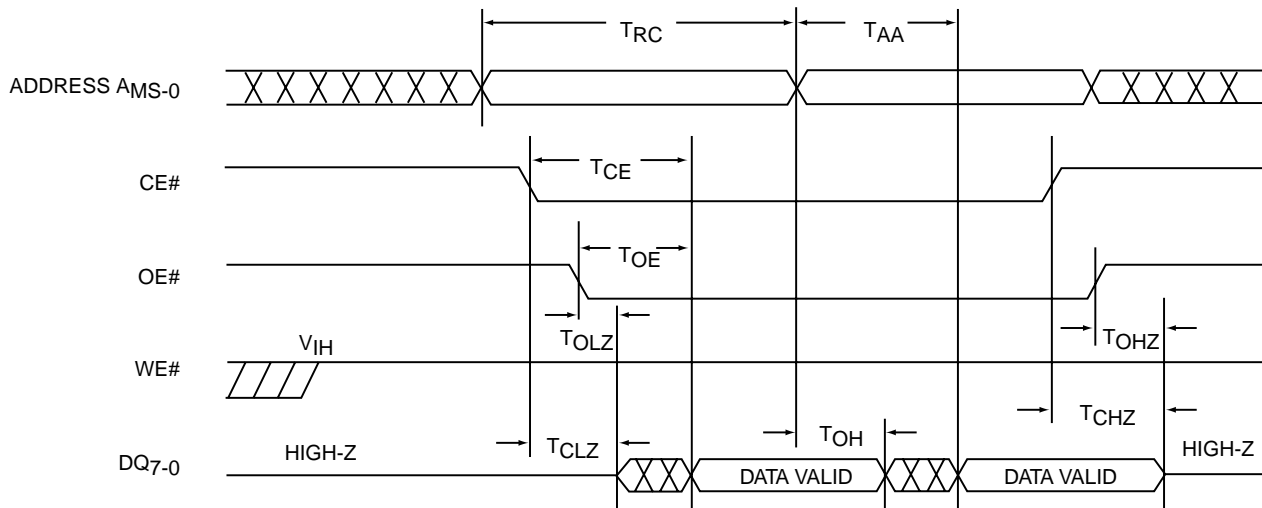 TRC
TAA
ADDRESS AMS-0
TCE
CE#
TOE
OE#
TOLZ
TOHZ
VIH
WE#
TCHZ
TCLZ
TOH
HIGH-Z
HIGH-Z
DQ7-0
DATA VALID
DATA VALID